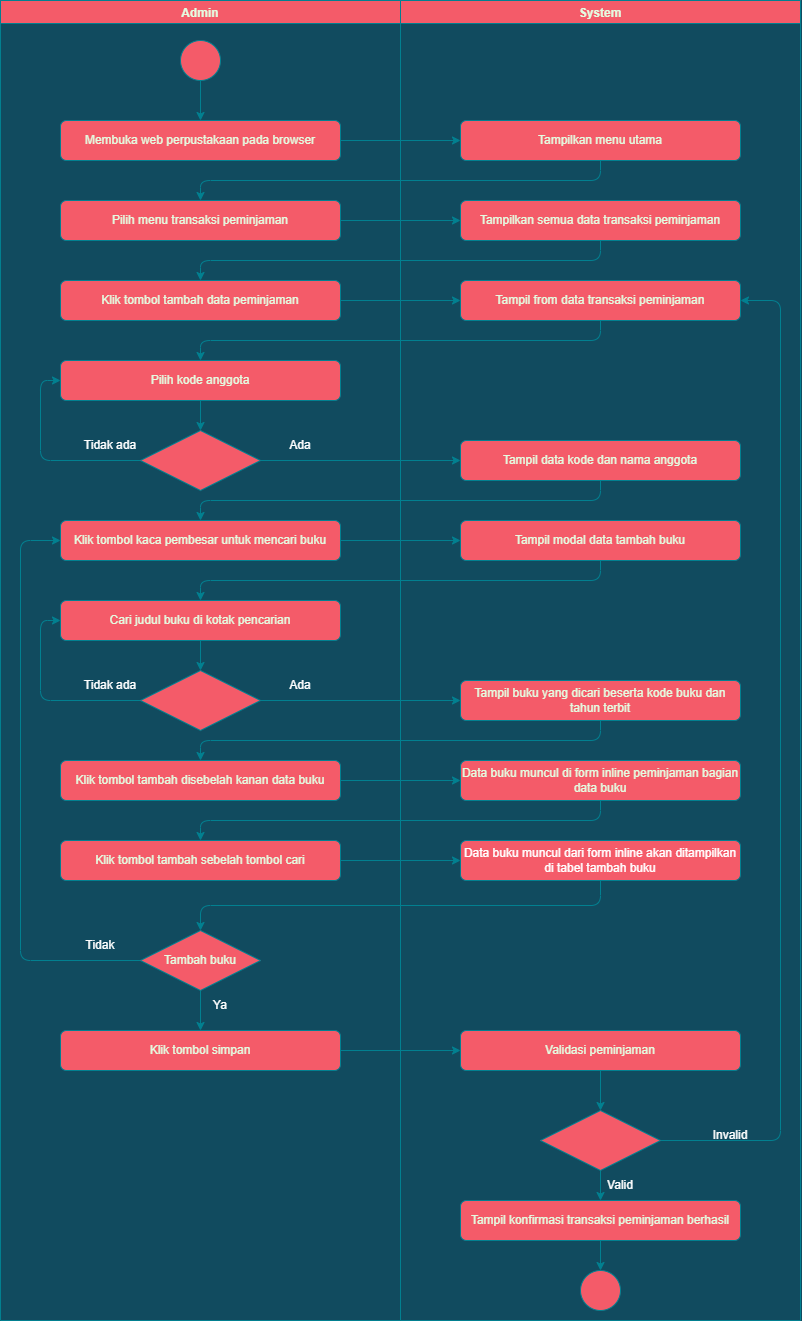 Admin
System
Membuka web perpustakaan pada browser
Tampilkan menu utama
Pilih menu transaksi peminjaman
Tampilkan semua data transaksi peminjaman
Klik tombol tambah data peminjaman
Tampil from data transaksi peminjaman
Pilih kode anggota
Tidak ada
Ada
Tampil data kode dan nama anggota
Klik tombol kaca pembesar untuk mencari buku
Tampil modal data tambah buku
Cari judul buku di kotak pencarian
Tidak ada
Ada
Tampil buku yang dicari beserta kode buku dan
tahun terbit
Klik tombol tambah disebelah kanan data buku
Data buku muncul di form inline peminjaman bagian
data buku
Klik tombol tambah sebelah tombol cari
Data buku muncul dari form inline akan ditampilkan
di tabel tambah buku
Tidak
Tambah buku
Ya
Klik tombol simpan
Validasi peminjaman
Invalid
Valid
Tampil konfirmasi transaksi peminjaman berhasil